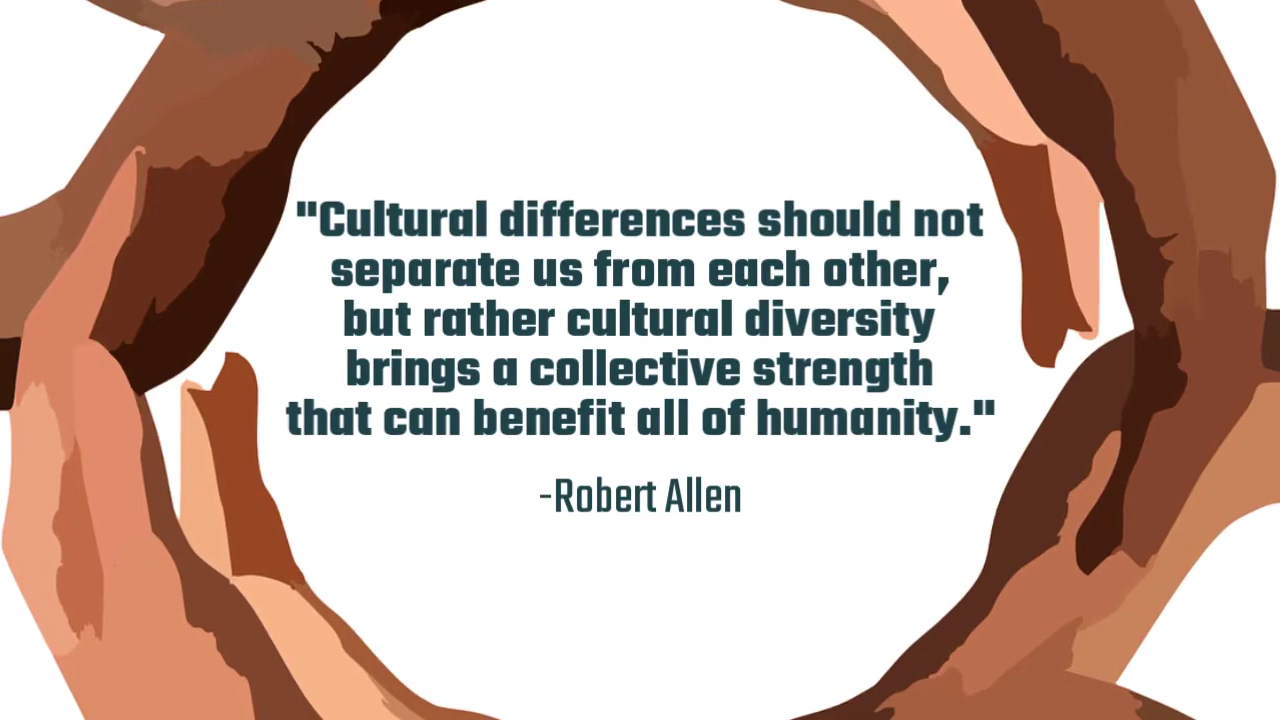 "Cultural differences should not
separate us from each other,
but rather cultural diversity
brings a collective strength
that can benefit all of humanity."
-Robert Allen